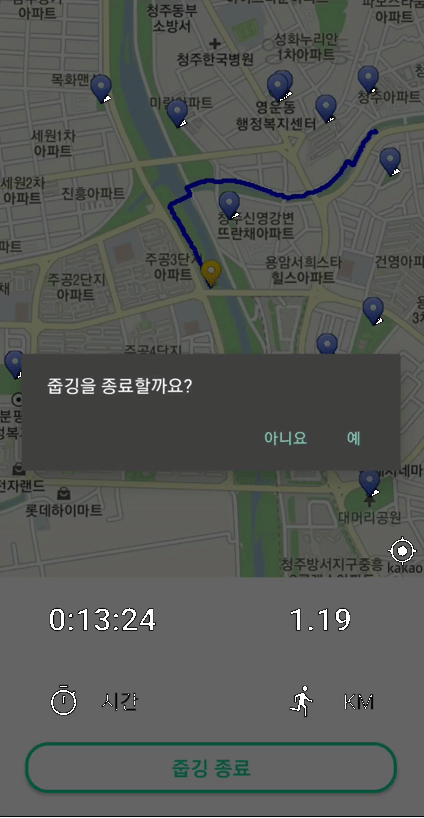 청주동부
소방서
청주한국병원
성화누리안
1차아파트
목화맨
미람아파트
영운동
행정복지센터
청주아파트
세원1차
아파트
세원2차
아파트
진흥아파트
청주신영강변
뜨란채아파트
주공3단지
아파트
용암서희스타
힐스아파트
건영아파
주공2단지
아파트
주공4단지
줍깅을 종료할까요?
아니요
예
전자랜드
롯데하이마트
대머리공원
청주방서지구중흥
kakao
0:13:24
1.19
시간
KM
줍깅 종료